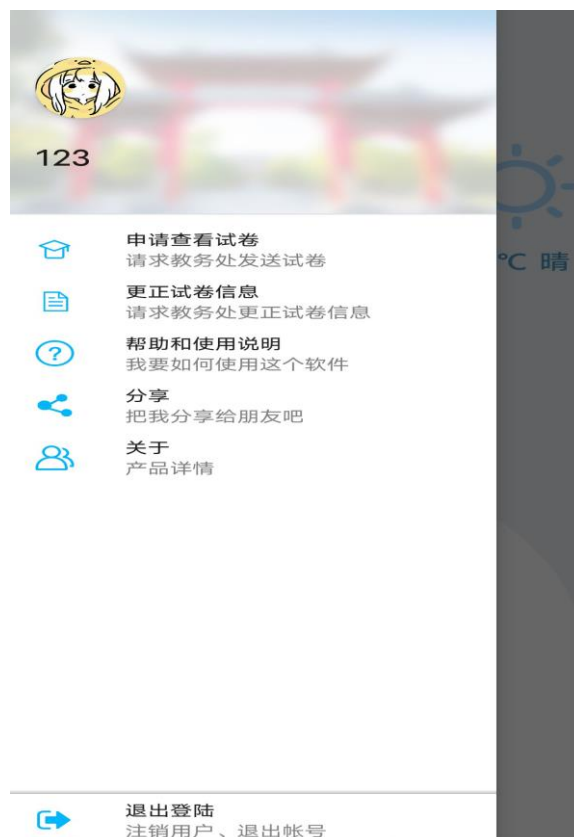 123
申请查看试卷
请求教务处发送试卷
°C 晴
更正试卷信息
请求教务处更正试卷信息
帮助和使用说明
我要如何使用这个软件
分享
把我分享给朋友吧
关于
产品详情
退出登陆
注销用户、退出帐号